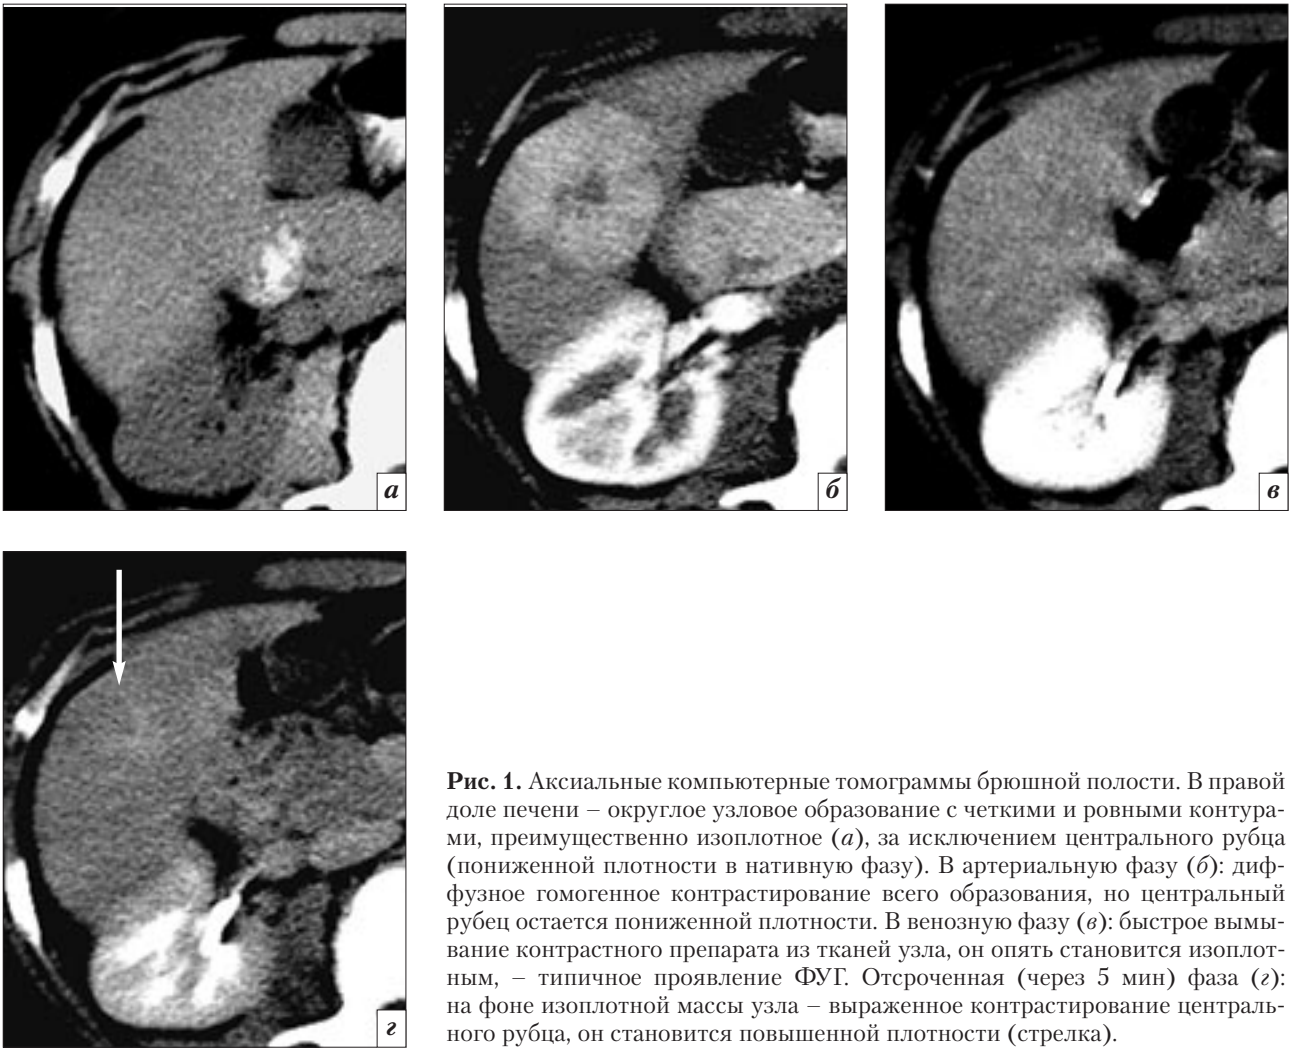 а
б
в
г
Рис. 1. Аксиальные компьютерные томограммы брюшной полости. В правой
доле печени – округлое узловое образование с четкими и ровными контура-
ми, преимущественно изоплотное (а), за исключением центрального рубца
(пониженной плотности в нативную фазу). В артериальную фазу (б): диф-
фузное гомогенное контрастирование всего образования, но центральный
рубец остается пониженной плотности. В венозную фазу (в): быстрое вымы-
вание контрастного препарата из тканей узла, он опять становится изоплот-
ным, – типичное проявление ФУГ. Отсроченная (через 5 мин) фаза (г):
на фоне изоплотной массы узла – выраженное контрастирование централь-
ного рубца, он становится повышенной плотности (стрелка).